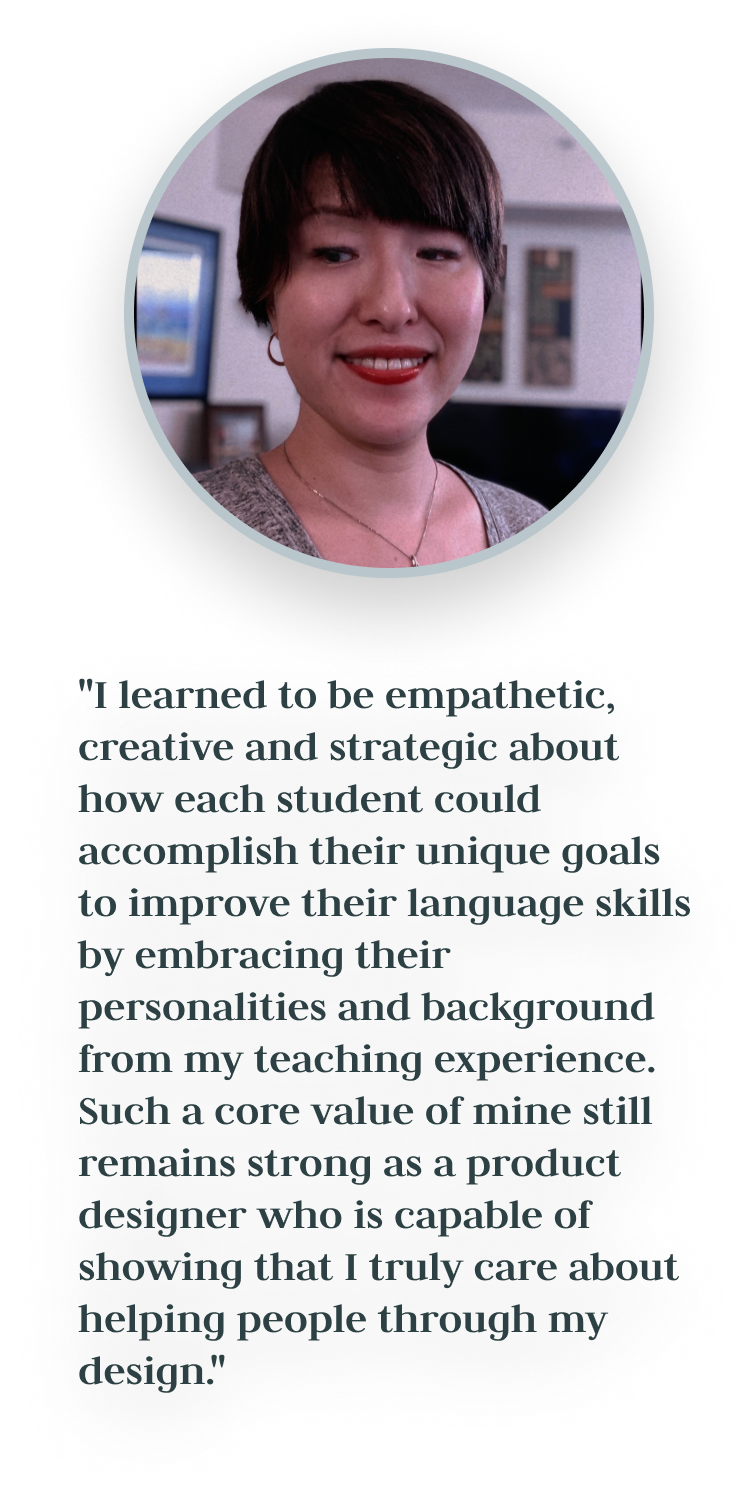 "I learned to be empathetic,
creative and strategic about
how each student could
accomplish their unique goals
to improve their language skills
by embracing their
personalities and background
from my teaching experience.
Such a core value of mine still
remains strong as a product
designer who is capable of
showing that I truly care about
helping people through my
design."